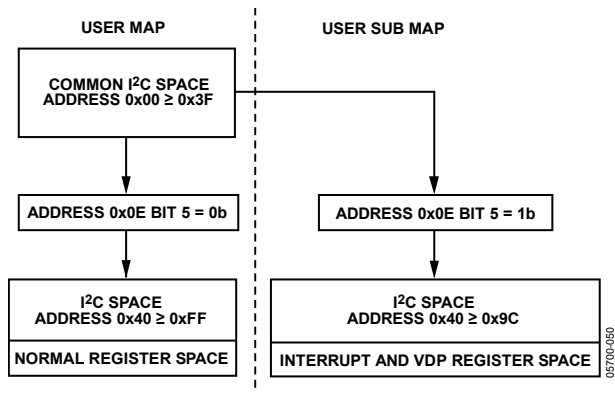 USER MAP
USER SUB MAP
COMMON I²C SPACE
ADDRESS 0x00 ≥ 0x3F
ADDRESS 0x0E BIT 5 = 0b
ADDRESS 0x0E BIT 5 = 1b
I²C SPACE
ADDRESS 0x40 ≥ 0xFF
NORMAL REGISTER SPACE
I²C SPACE
ADDRESS 0x40 ≥ 0x9C
INTERRUPT AND VDP REGISTER SPACE
05700-050